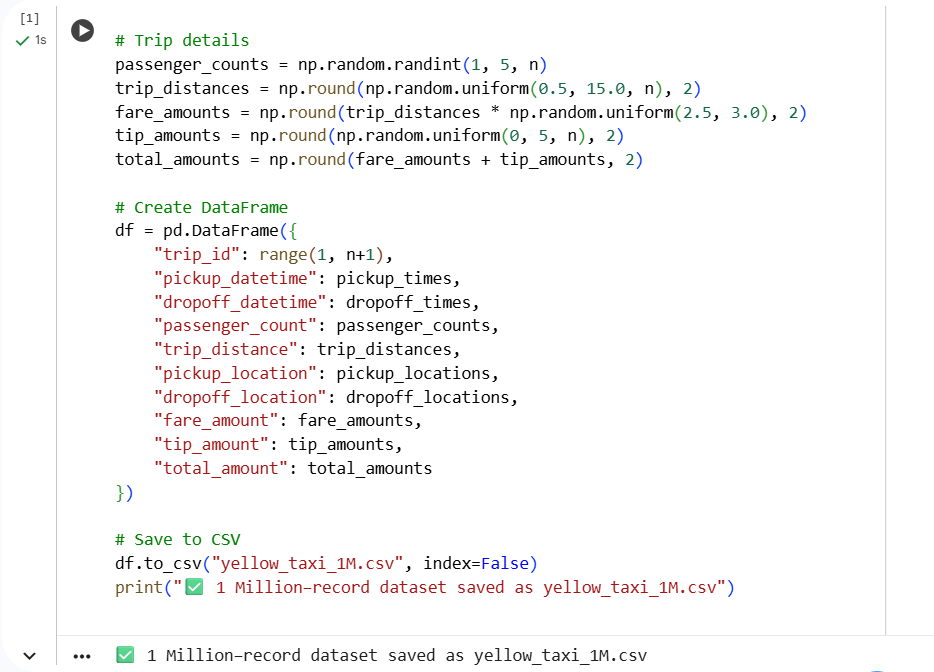 [1]
✓ 1s
# Trip details
passenger_counts = np.random.randint(1, 5, n)
trip_distances = np.round(np.random.uniform(0.5, 15.0, n), 2)
fare_amounts = np.round(trip_distances * np.random.uniform(2.5, 3.0), 2)
tip_amounts = np.round(np.random.uniform(0, 5, n), 2)
total_amounts = np.round(fare_amounts + tip_amounts, 2)
# Create DataFrame
df = pd.DataFrame({
    "trip_id": range(1, n+1),
    "pickup_datetime": pickup_times,
    "dropoff_datetime": dropoff_times,
    "passenger_count": passenger_counts,
    "trip_distance": trip_distances,
    "pickup_location": pickup_locations,
    "dropoff_location": dropoff_locations,
    "fare_amount": fare_amounts,
    "tip_amount": tip_amounts,
    "total_amount": total_amounts
})
# Save to CSV
df.to_csv("yellow_taxi_1M.csv", index=False)
print("✅ 1 Million-record dataset saved as yellow_taxi_1M.csv")
✅ 1 Million-record dataset saved as yellow_taxi_1M.csv